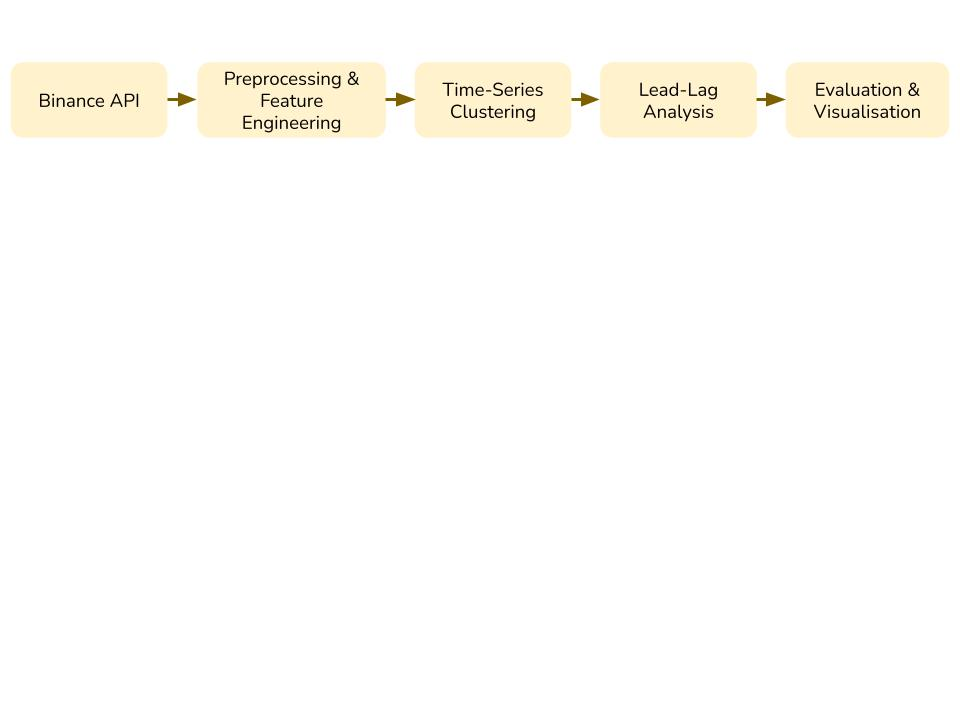 Binance API
Preprocessing &
Feature
Engineering
Time-Series
Clustering
Lead-Lag
Analysis
Evaluation &
Visualisation